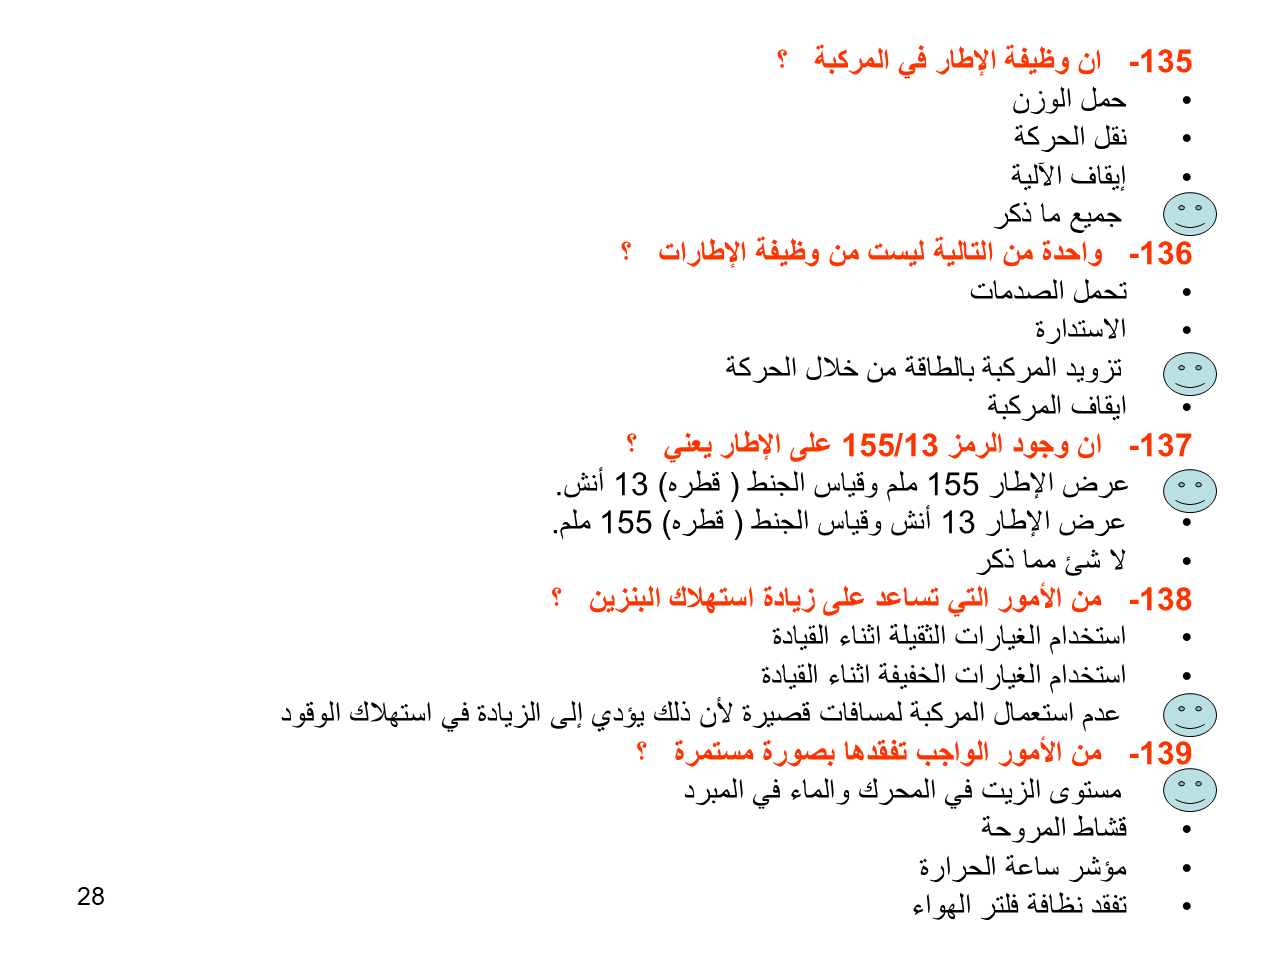 135- ان وظيفة الإطار في المركبة ؟
• حمل الوزن
• نقل الحركة
• إيقاف الآلية
جميع ما ذكر
136- واحدة من التالية ليست من وظيفة الإطارات ؟
• تحمل الصدمات
• الاستدارة
تزويد المركبة بالطاقة من خلال الحركة
• ايقاف المركبة
137- ان وجود الرمز 155/13 على الإطار يعني ؟
عرض الإطار 155 ملم وقياس الجنط ( قطره) 13 أنش.
• عرض الإطار 13 أنش وقياس الجنط ( قطره) 155 ملم.
• لا شئ مما ذكر
138- من الأمور التي تساعد على زيادة استهلاك البنزين ؟
• استخدام الغيارات الثقيلة اثناء القيادة
• استخدام الغيارات الخفيفة اثناء القيادة
عدم استعمال المركبة لمسافات قصيرة لأن ذلك يؤدي إلى الزيادة في استهلاك الوقود
139- من الأمور الواجب تفقدها بصورة مستمرة ؟
مستوى الزيت في المحرك والماء في المبرد
• قشاط المروحة
• مؤشر ساعة الحرارة
• تفقد نظافة فلتر الهواء
28